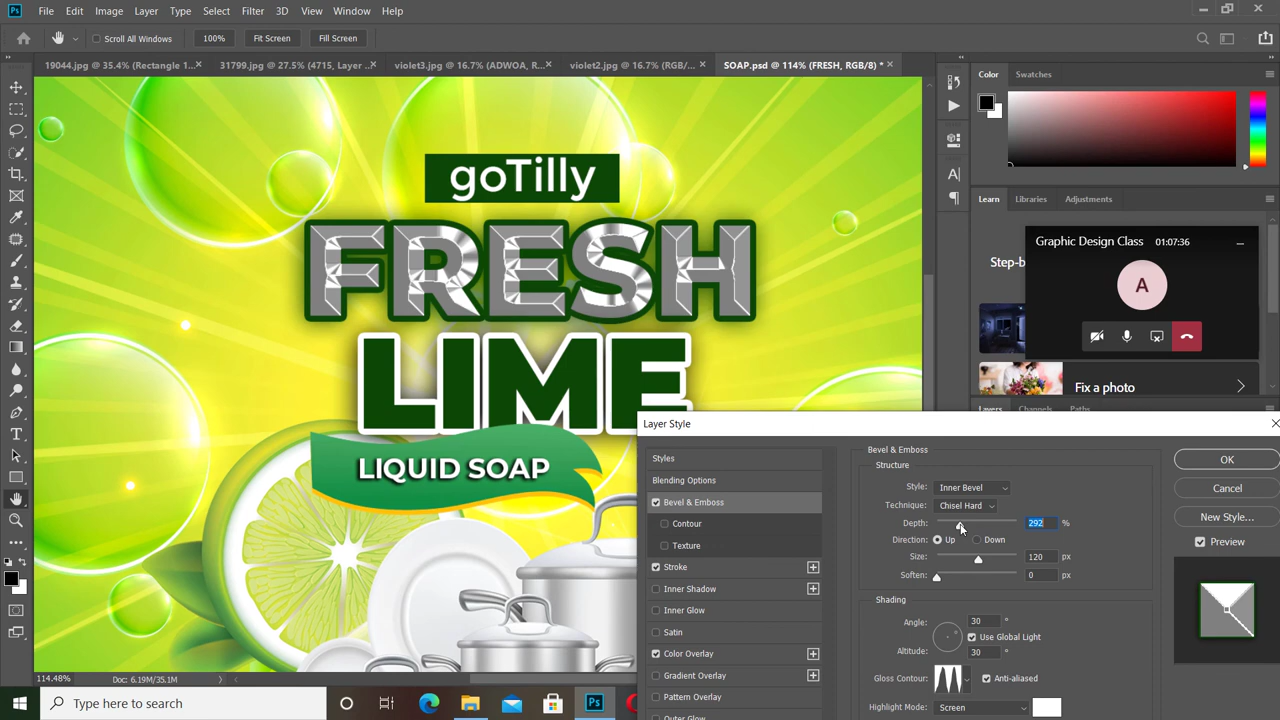 File Edit Image Layer Type Select Filter 3D View Window Help
Scroll All Windows 100% Fit Screen Fill Screen
19044.jpg @ 35.4% (Rectangle 1... 31799.jpg @ 27.5% (4715, Layer ... violet3.jpg @ 16.7% (ADWOA, R... violet2.jpg @ 16.7% (RGB/... SOAP.psd @ 114% (FRESH, RGB/8) *
Color Swatches
goTilly
FRESH
LIME
LIQUID SOAP
Learn Libraries Adjustments
Step-b
Graphic Design Class 01:07:36
A
Fix a photo
Layers Channels Paths
Layer Style
Styles
Blending Options
Bevel & Emboss
Contour
Texture
Stroke
Inner Shadow
Inner Glow
Satin
Color Overlay
Gradient Overlay
Pattern Overlay
Outer Glow
Bevel & Emboss
Structure
Style: Inner Bevel
Technique: Chisel Hard
Depth: 292 %
Direction: Up Down
Size: 120 px
Soften: 0 px
Shading
Angle: 30 °
Use Global Light
Altitude: 30 °
Gloss Contour: Anti-aliased
Highlight Mode: Screen
OK
Cancel
New Style...
Preview
114.48% Doc: 6.19M/35.1M
Type here to search